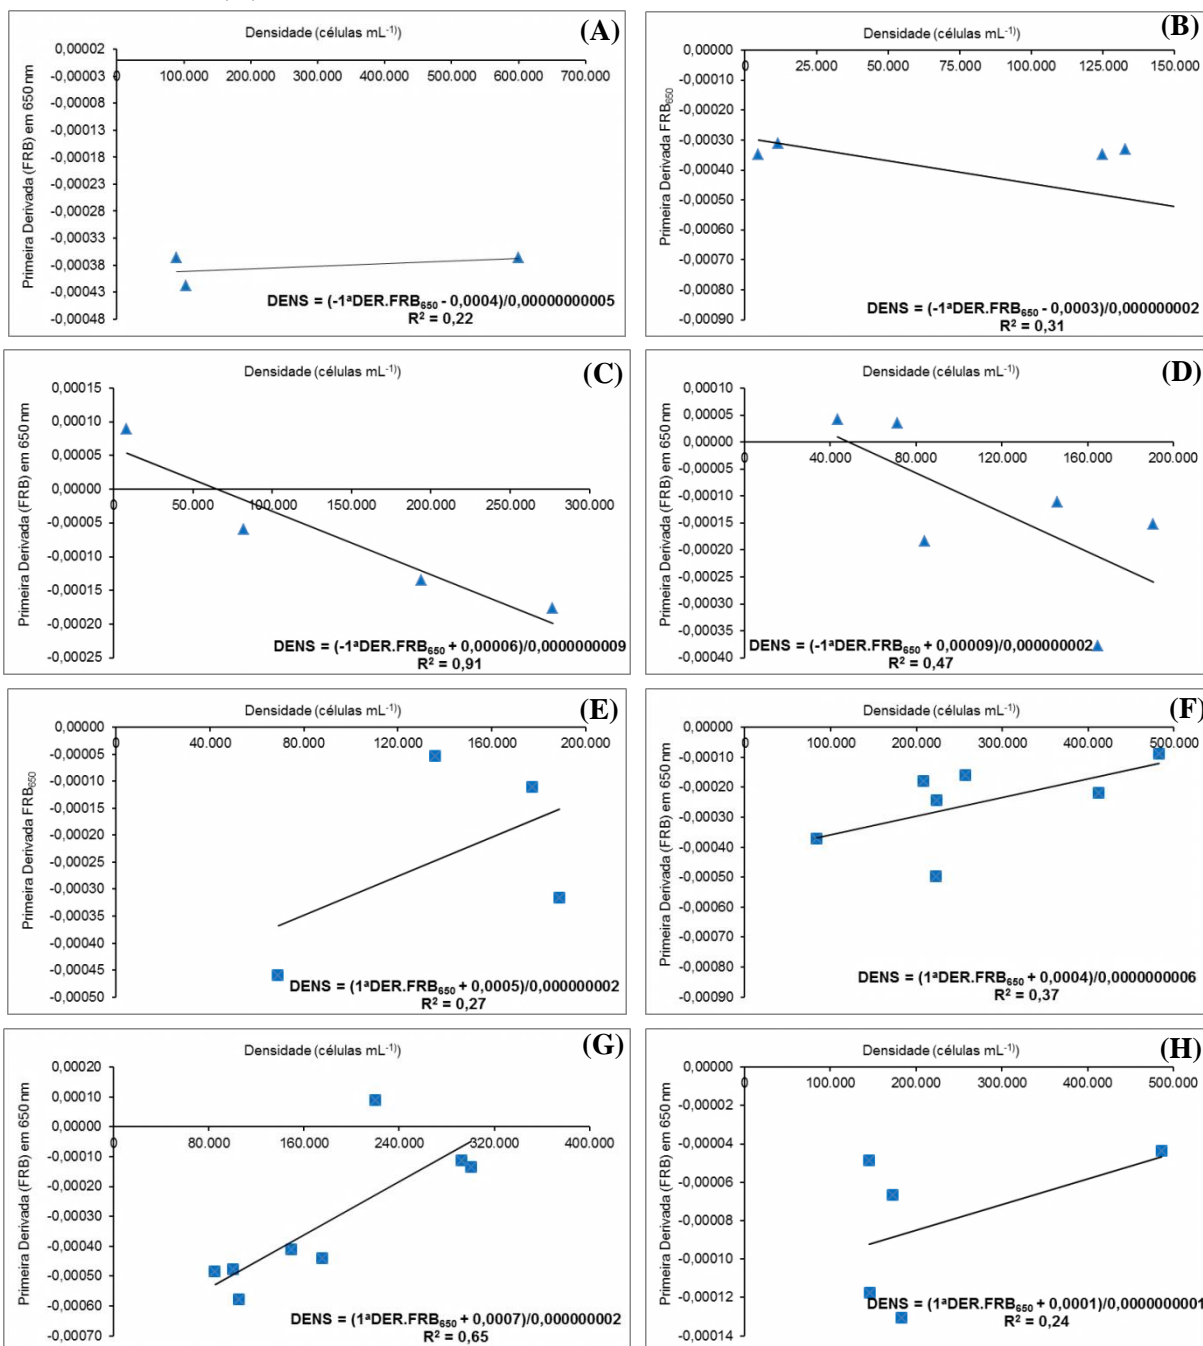 (A)
Densidade (células mL⁻¹))
Primeira Derivada (FRB) em 650 nm
0,00002
-0,00003
-0,00008
-0,00013
-0,00018
-0,00023
-0,00028
-0,00033
-0,00038
-0,00043
-0,00048
0 100.000 200.000 300.000 400.000 500.000 600.000 700.000
DENS = (-1ªDER.FRB₆₅₀ - 0,0004)/0,00000000005
R² = 0,22
(B)
Densidade (células mL⁻¹))
Primeira Derivada FRB₆₅₀
0,00000
-0,00010
-0,00020
-0,00030
-0,00040
-0,00050
-0,00060
-0,00070
-0,00080
-0,00090
0 25.000 50.000 75.000 100.000 125.000 150.000
DENS = (-1ªDER.FRB₆₅₀ - 0,0003)/0,000000002
R² = 0,31
(C)
Densidade (células mL⁻¹))
Primeira Derivada (FRB) em 650 nm
0,00015
0,00010
0,00005
0,00000
-0,00005
-0,00010
-0,00015
-0,00020
-0,00025
0 50.000 100.000 150.000 200.000 250.000 300.000
DENS = (-1ªDER.FRB₆₅₀ + 0,00006)/0,0000000009
R² = 0,91
(D)
Densidade (células mL⁻¹))
Primeira Derivada (FRB) em 650 nm
0,00010
0,00005
0,00000
-0,00005
-0,00010
-0,00015
-0,00020
-0,00025
-0,00030
-0,00035
-0,00040
0 40.000 80.000 120.000 160.000 200.000
DENS = (-1ªDER.FRB₆₅₀ + 0,00009)/0,000000002
R² = 0,47
(E)
Densidade (células mL⁻¹))
Primeira Derivada FRB₆₅₀
0,00000
-0,00005
-0,00010
-0,00015
-0,00020
-0,00025
-0,00030
-0,00035
-0,00040
-0,00045
-0,00050
0 40.000 80.000 120.000 160.000 200.000
DENS = (1ªDER.FRB₆₅₀ + 0,0005)/0,000000002
R² = 0,27
(F)
Densidade (células mL⁻¹))
Primeira Derivada (FRB) em 650 nm
0,00000
-0,00010
-0,00020
-0,00030
-0,00040
-0,00050
-0,00060
-0,00070
-0,00080
-0,00090
0 100.000 200.000 300.000 400.000 500.000
DENS = (1ªDER.FRB₆₅₀ + 0,0004)/0,0000000006
R² = 0,37
(G)
Densidade (células mL⁻¹))
Primeira Derivada (FRB) em 650 nm
0,00020
0,00010
0,00000
-0,00010
-0,00020
-0,00030
-0,00040
-0,00050
-0,00060
-0,00070
0 80.000 160.000 240.000 320.000 400.000
DENS = (1ªDER.FRB₆₅₀ + 0,0007)/0,000000002
R² = 0,65
(H)
Densidade (células mL⁻¹))
Primeira Derivada (FRB) em 650 nm
0,00000
-0,00002
-0,00004
-0,00006
-0,00008
-0,00010
-0,00012
-0,00014
0 100.000 200.000 300.000 400.000 500.000
DENS = (1ªDER.FRB₆₅₀ + 0,0001)/0,0000000001
R² = 0,24